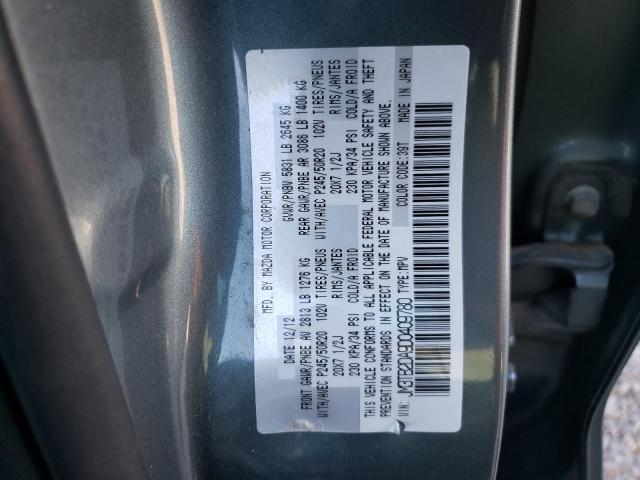 MFD. BY MAZDA MOTOR CORPORATION
DATE 12/12 GVWR/PNBV 5831 LB 2645 KG
FRONT GAWR/PNBE AV 2813 LB 1276 KG REAR GAWR/PNBE AR 3086 LB 1400 KG
WITH/AVEC P245/50R20 102V TIRES/PNEUS WITH/AVEC P245/50R20 102V TIRES/PNEUS
20X7 1/2J RIMS/JANTES 20X7 1/2J RIMS/JANTES
230 KPA/34 PSI COLD/A FROID 230 KPA/34 PSI COLD/A FROID
THIS VEHICLE CONFORMS TO ALL APPLICABLE FEDERAL MOTOR VEHICLE SAFETY AND THEFT
PREVENTION STANDARDS IN EFFECT ON THE DATE OF MANUFACTURE SHOWN ABOVE.
VIN: JM3TB2DA9D0409780 TYPE:MPV COLOR CODE:39T MADE IN JAPAN